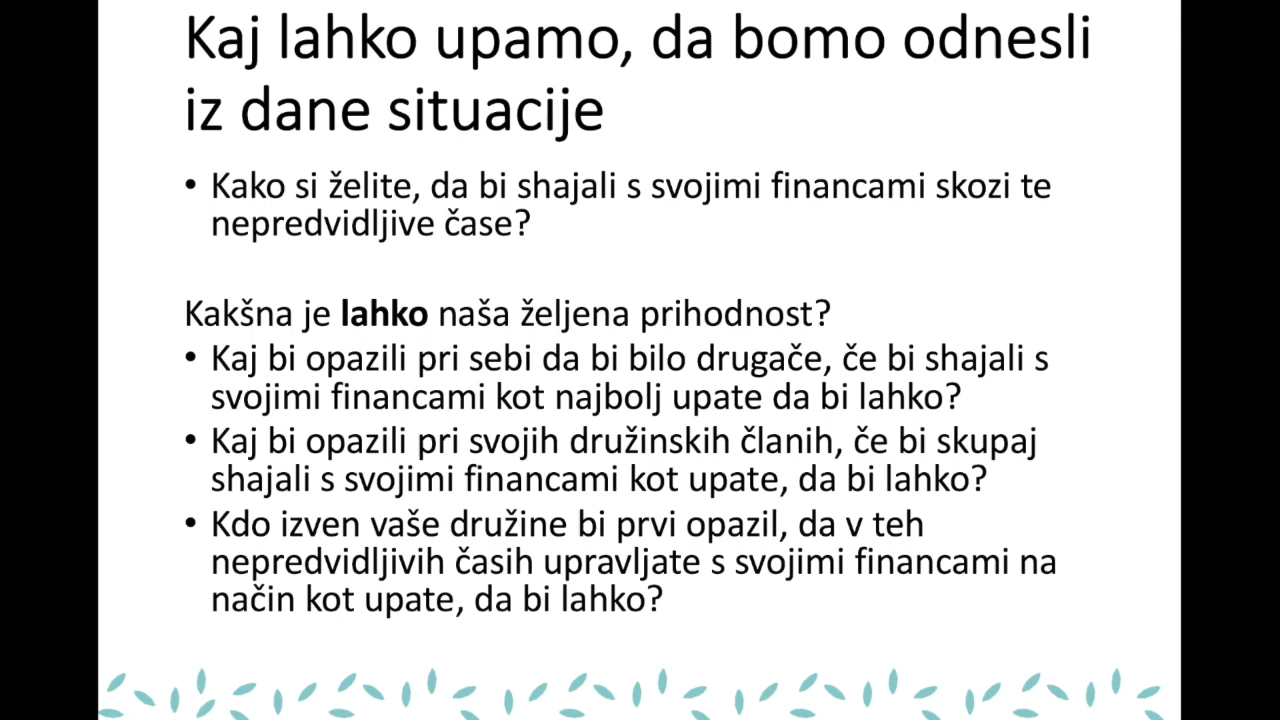 Kaj lahko upamo, da bomo odnesli
iz dane situacije
• Kako si želite, da bi shajali s svojimi financami skozi te
nepredvidljive čase?
Kakšna je lahko naša željena prihodnost?
• Kaj bi opazili pri sebi da bi bilo drugače, če bi shajali s
svojimi financami kot najbolj upate da bi lahko?
• Kaj bi opazili pri svojih družinskih članih, če bi skupaj
shajali s svojimi financami kot upate, da bi lahko?
• Kdo izven vaše družine bi prvi opazil, da v teh
nepredvidljivih časih upravljate s svojimi financami na
način kot upate, da bi lahko?